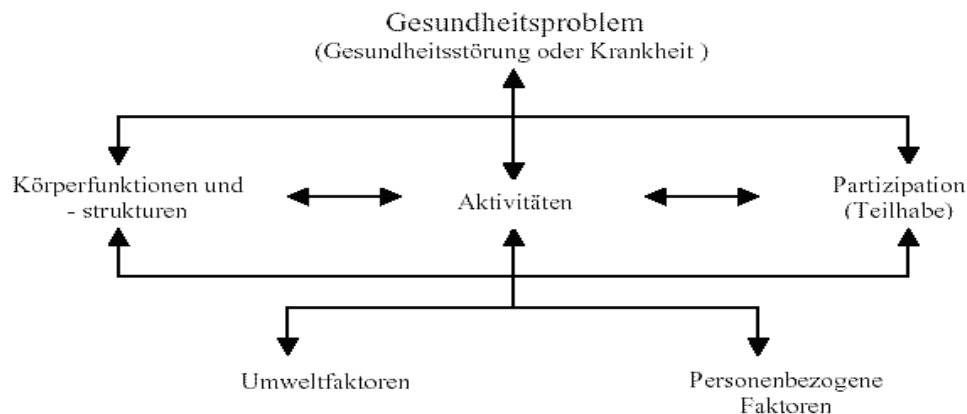 Gesundheitsproblem
(Gesundheitsstörung oder Krankheit )
Körperfunktionen und
- strukturen
Aktivitäten
Partizipation
(Teilhabe)
Umweltfaktoren
Personenbezogene
Faktoren